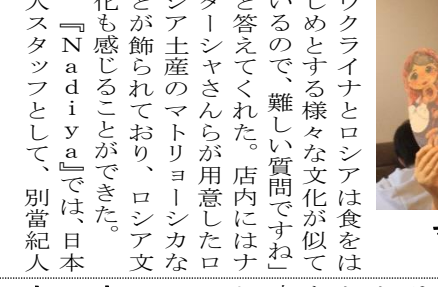 ウクライナとロシアは食をは
じめとする様々な文化が似て
いるので、難しい質問ですね」
と答えてくれた。店内にはナ
ターシャさんらが用意したロ
シア土産のマトリョーシカな
どが飾られており、ロシア文
化も感じることができた。
『Nadiya』では、日本
人スタッフとして、別當紀人